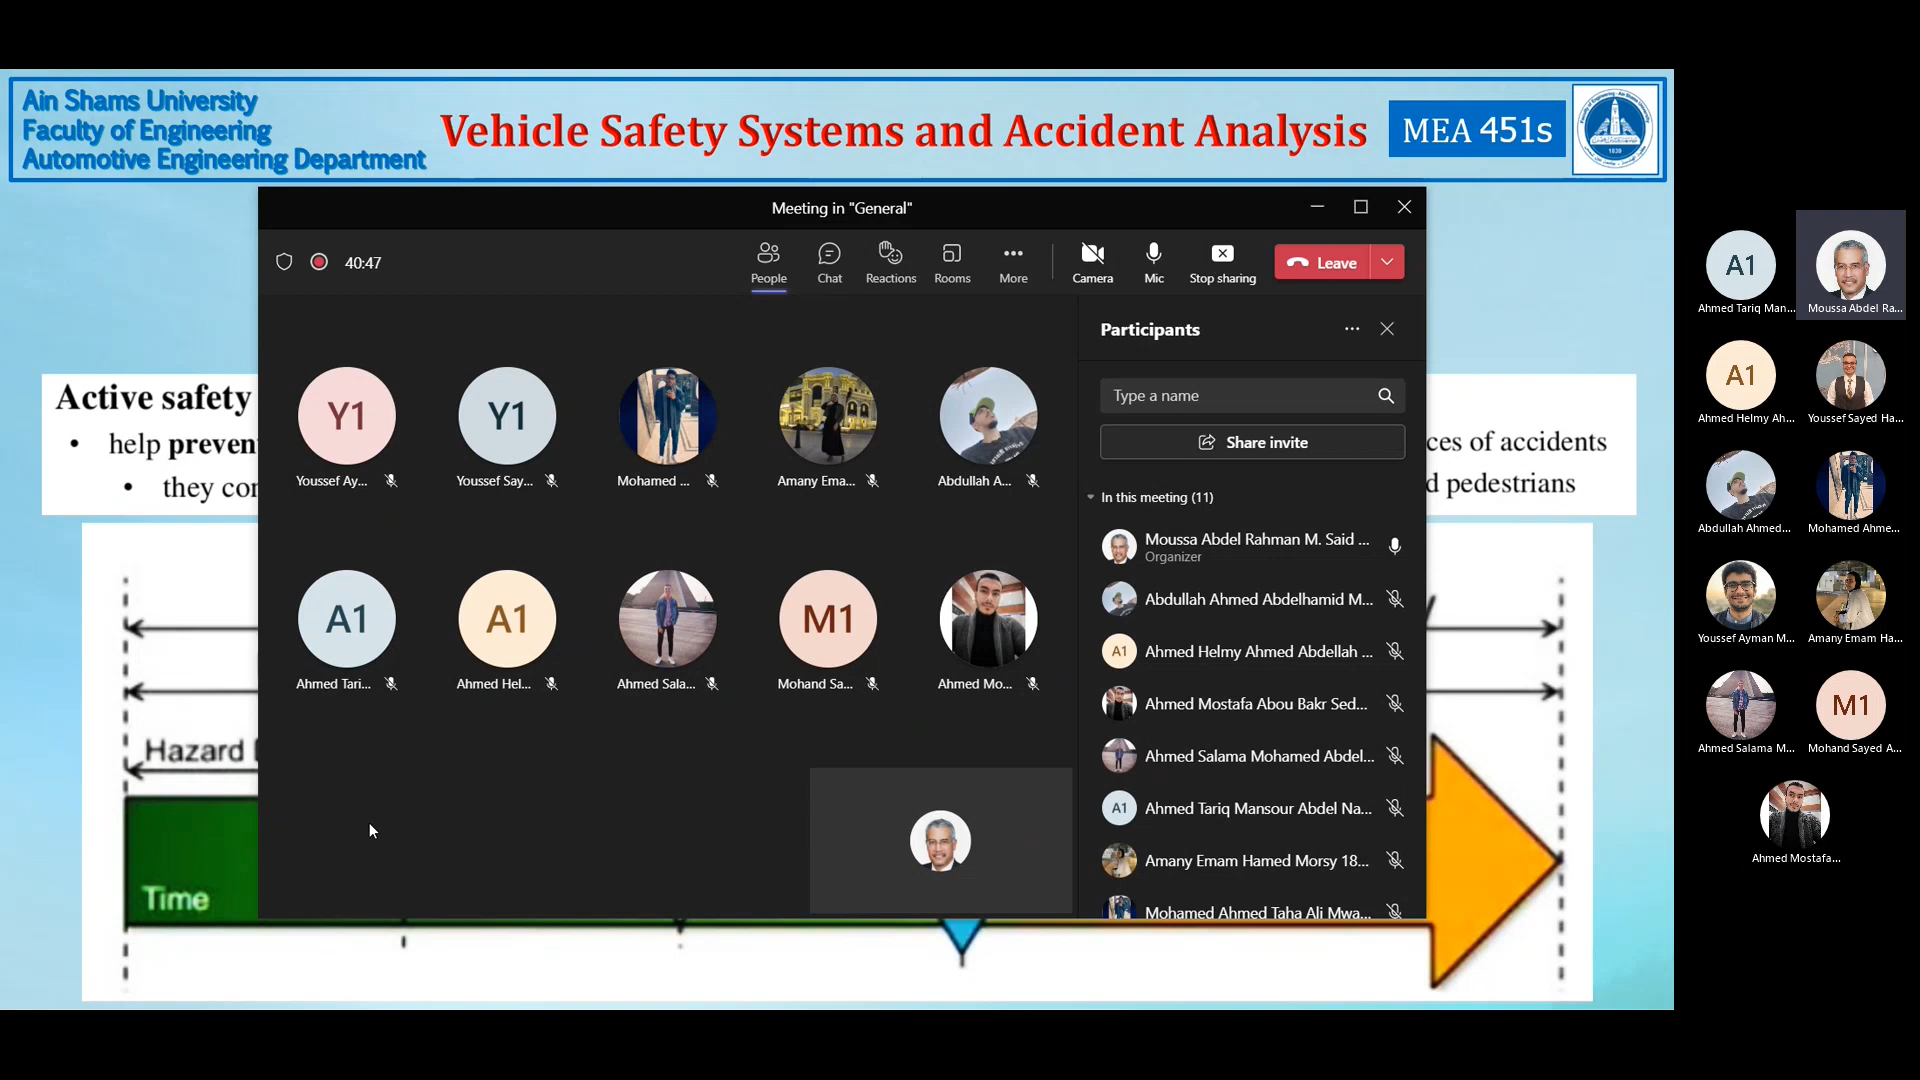 Ain Shams University
Faculty of Engineering
Automotive Engineering Department
Vehicle Safety Systems and Accident Analysis
MEA 451s
1839
Meeting in "General"
40:47
People
Chat
Reactions
Rooms
More
Camera
Mic
Stop sharing
Leave
Active safety
• help preven
• they cor
ces of accidents
d pedestrians
Hazard
Time
Y1
Youssef Ay...
Y1
Youssef Say...
Mohamed ...
Amany Ema...
Abdullah A...
A1
Ahmed Tari...
A1
Ahmed Hel...
Ahmed Sala...
M1
Mohand Sa...
Ahmed Mo...
Participants
Type a name
Share invite
In this meeting (11)
Moussa Abdel Rahman M. Said ...
Organizer
Abdullah Ahmed Abdelhamid M...
A1
Ahmed Helmy Ahmed Abdellah ...
Ahmed Mostafa Abou Bakr Sed...
Ahmed Salama Mohamed Abdel...
A1
Ahmed Tariq Mansour Abdel Na...
Amany Emam Hamed Morsy 18...
Mohamed Ahmed Taha Ali Mwa...
A1
Ahmed Tariq Man...
Moussa Abdel Ra...
A1
Ahmed Helmy Ah...
Youssef Sayed Ha...
Abdullah Ahmed...
Mohamed Ahme...
Youssef Ayman M...
Amany Emam Ha...
Ahmed Salama M...
M1
Mohand Sayed A...
Ahmed Mostafa...